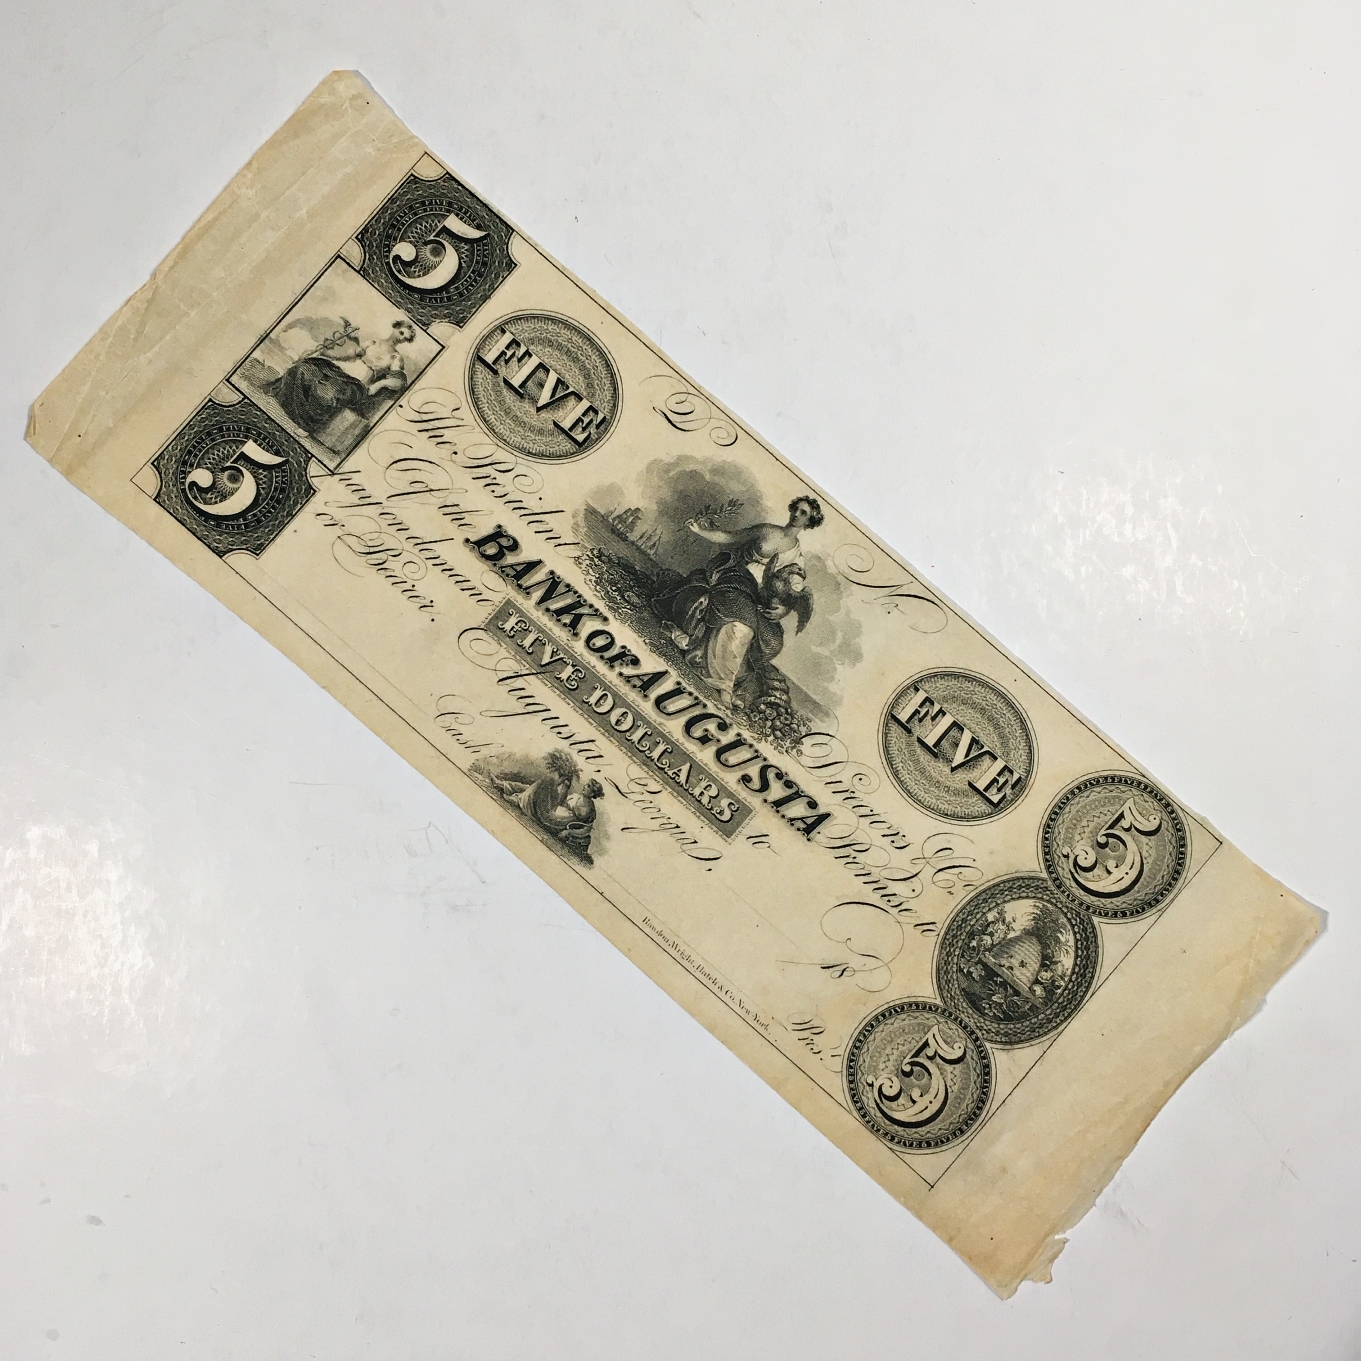 5
5
FIVE
D
No.
FIVE
The President Directors & Co.
Of the BANK OF AUGUSTA Promise to
pay on demand FIVE DOLLARS to
or Bearer.
Augusta, Georgia,
18
Cashr.
Pres.t
Rawdon, Wright, Hatch & Co. New York.
5
5